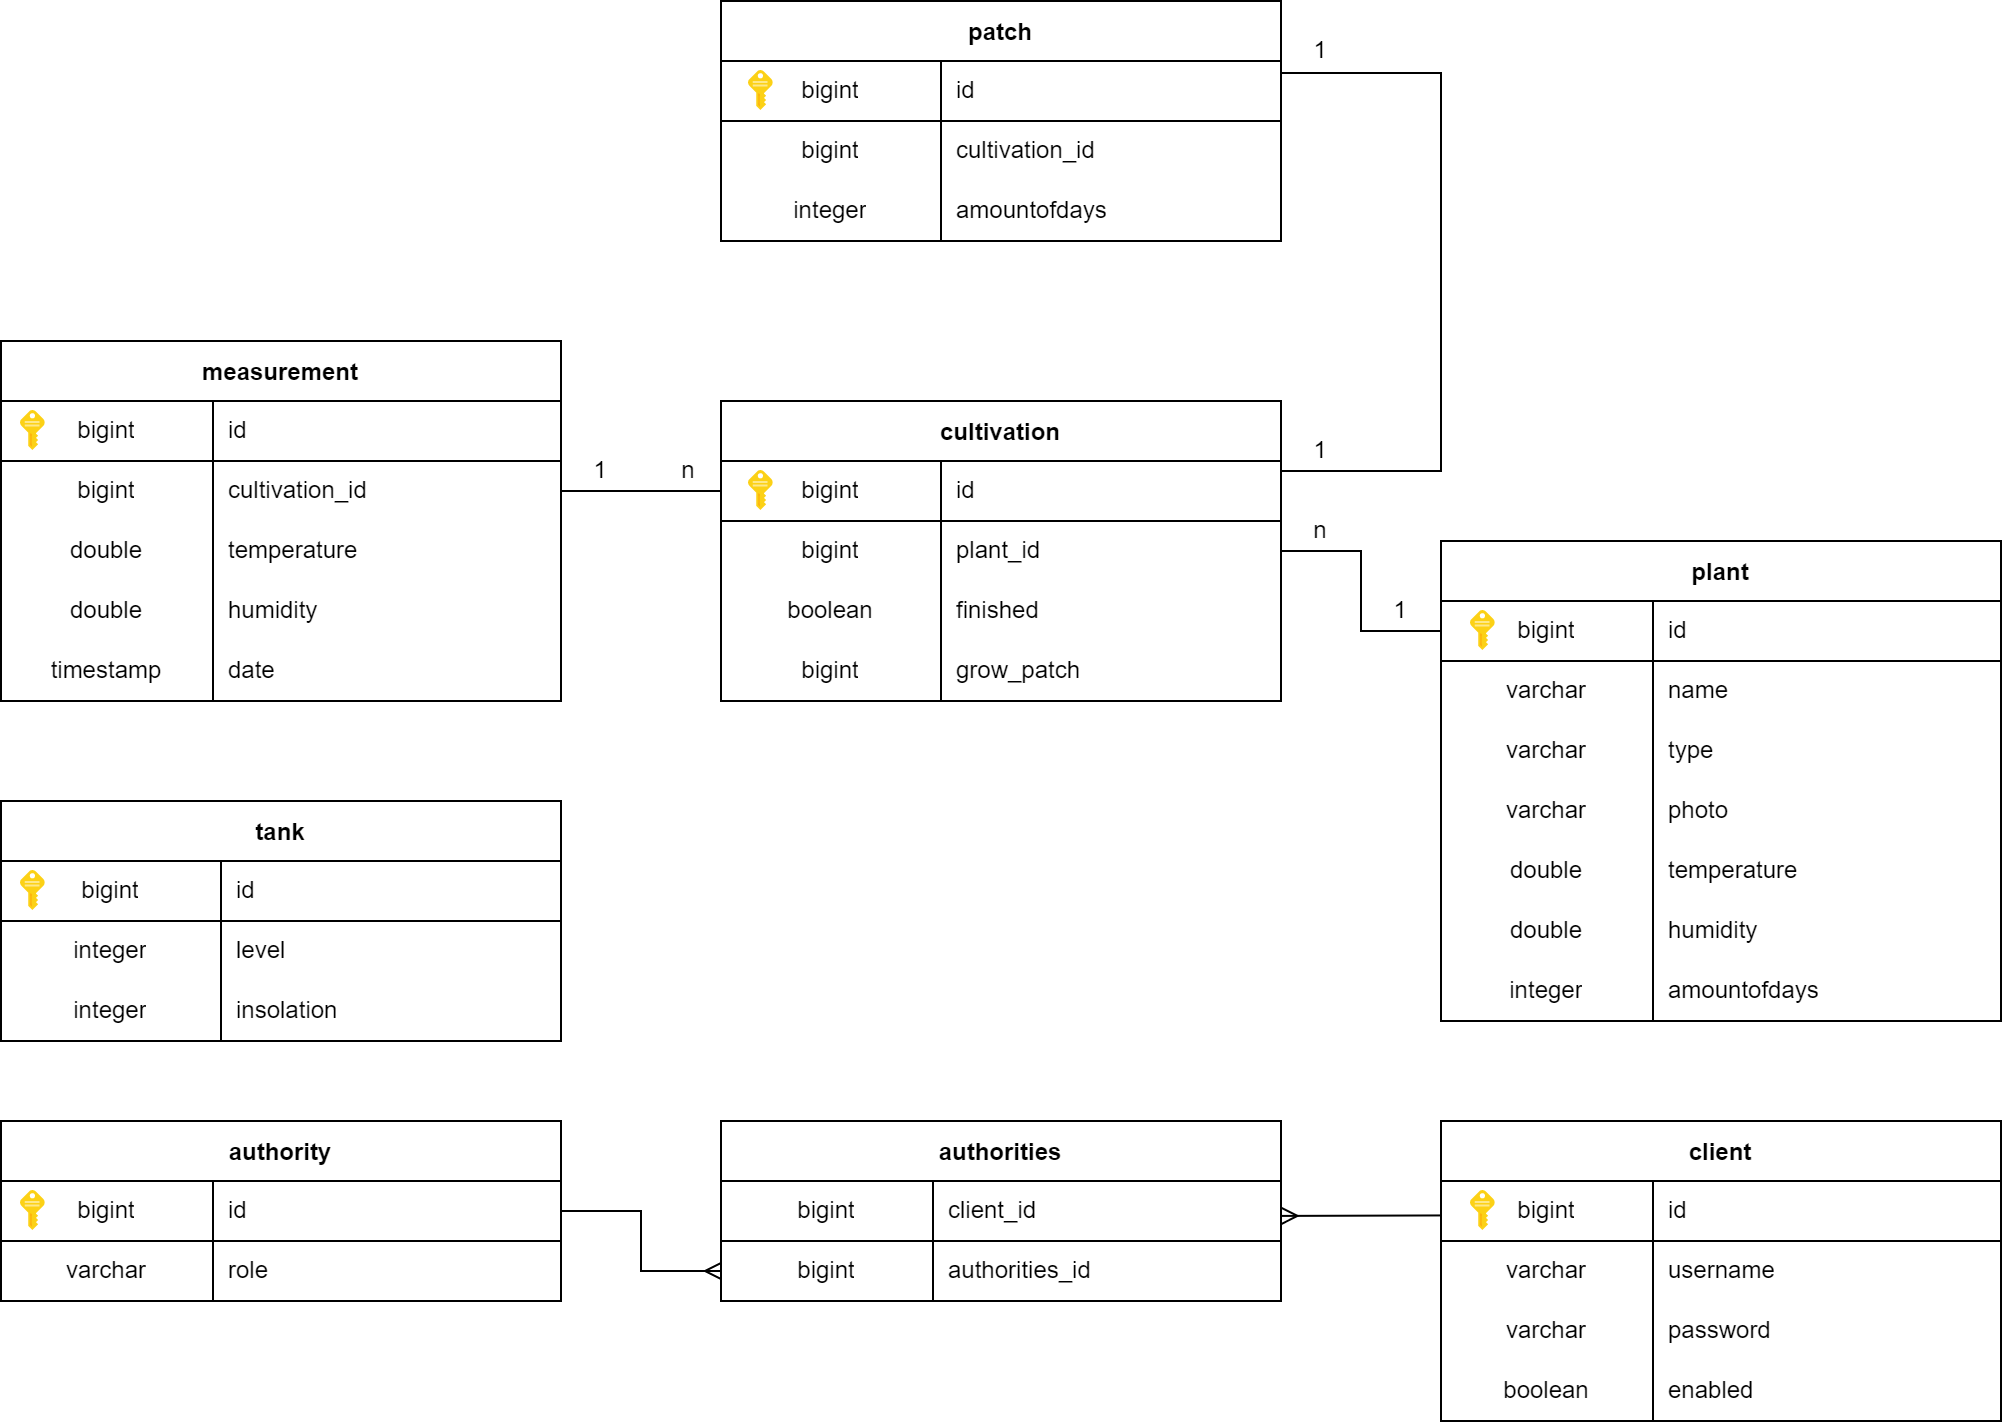 patch
bigint id
bigint cultivation_id
integer amountofdays
1
measurement
bigint id
bigint cultivation_id
double temperature
double humidity
timestamp date
1 n
cultivation
bigint id
bigint plant_id
boolean finished
bigint grow_patch
1
n
1
plant
bigint id
varchar name
varchar type
varchar photo
double temperature
double humidity
integer amountofdays
tank
bigint id
integer level
integer insolation
authority
bigint id
varchar role
authorities
bigint client_id
bigint authorities_id
client
bigint id
varchar username
varchar password
boolean enabled